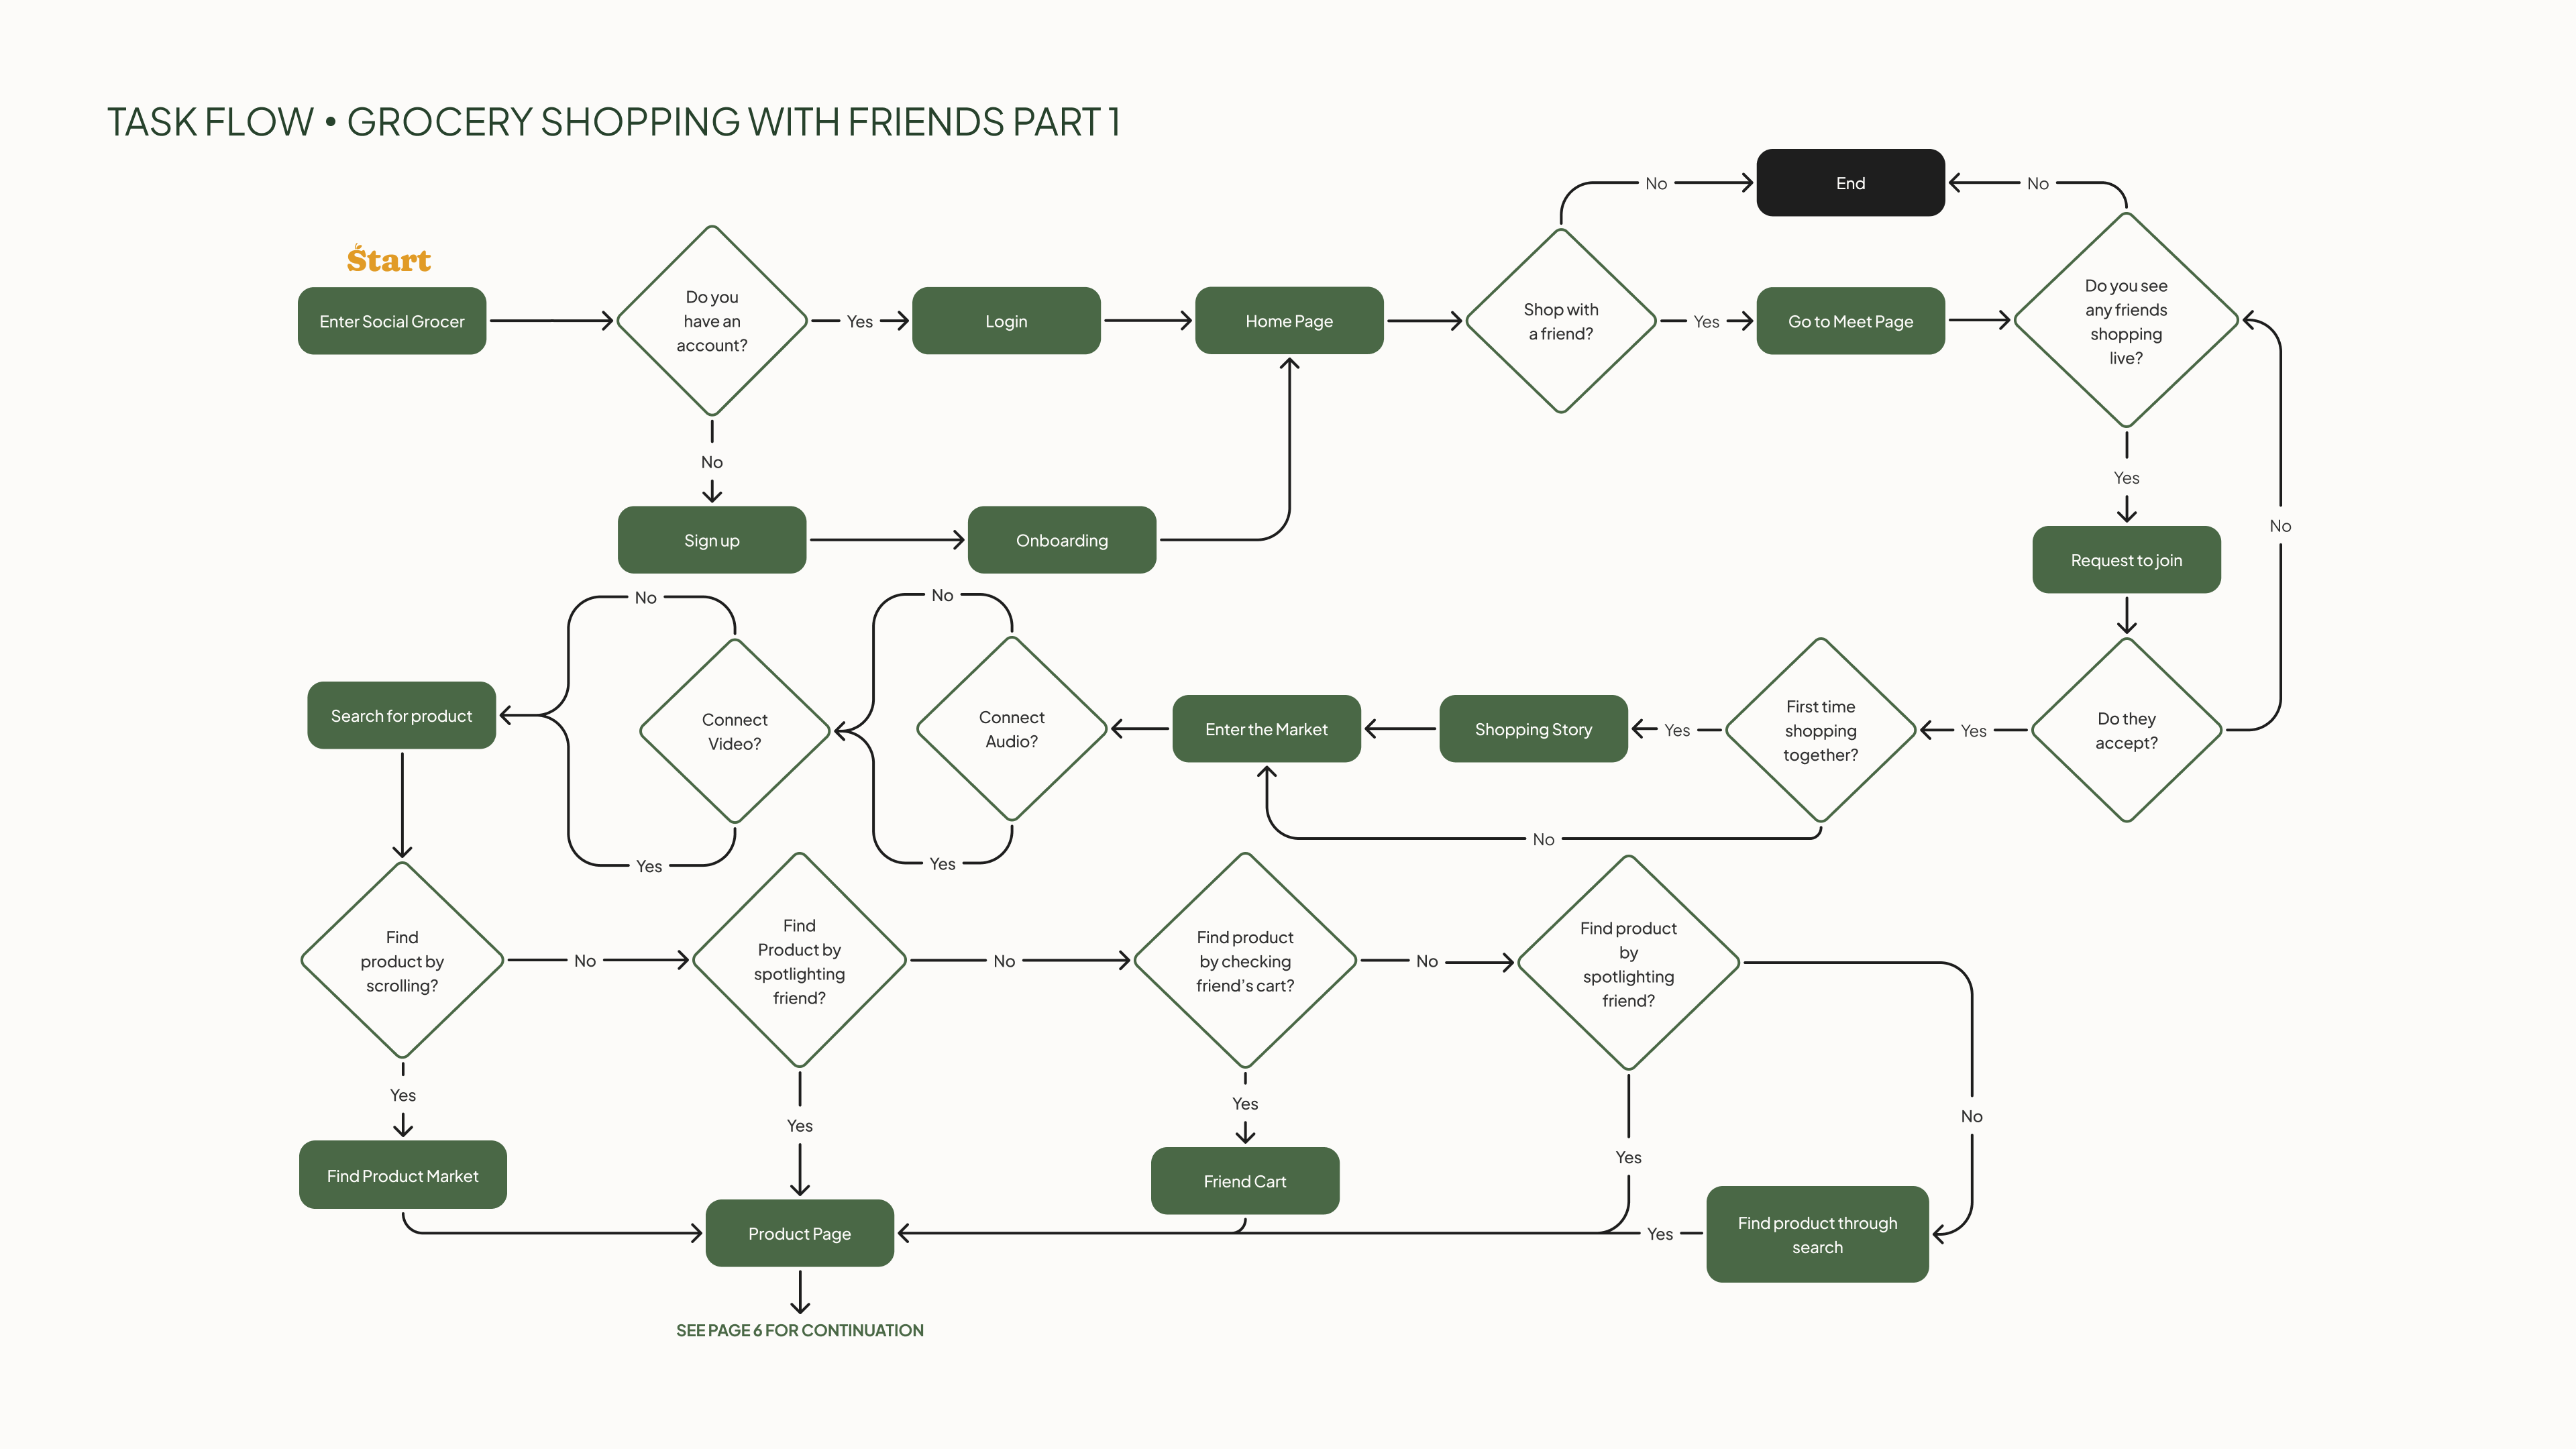 TASK FLOW • GROCERY SHOPPING WITH FRIENDS PART 1
End
No
No
Start
Enter Social Grocer
Do you
have an
account?
Yes
Login
Home Page
Shop with
a friend?
Yes
Go to Meet Page
Do you see
any friends
shopping
live?
No
Yes
No
Sign up
Onboarding
Request to join
No
No
Search for product
Connect
Video?
Connect
Audio?
Enter the Market
Shopping Story
Yes
First time
shopping
together?
Yes
Do they
accept?
No
Yes
Yes
Find
product by
scrolling?
No
Find
Product by
spotlighting
friend?
No
Find product
by checking
friend's cart?
No
Find product
by
spotlighting
friend?
Yes
Yes
Yes
Yes
No
Find Product Market
Friend Cart
Product Page
Yes
Find product through
search
SEE PAGE 6 FOR CONTINUATION